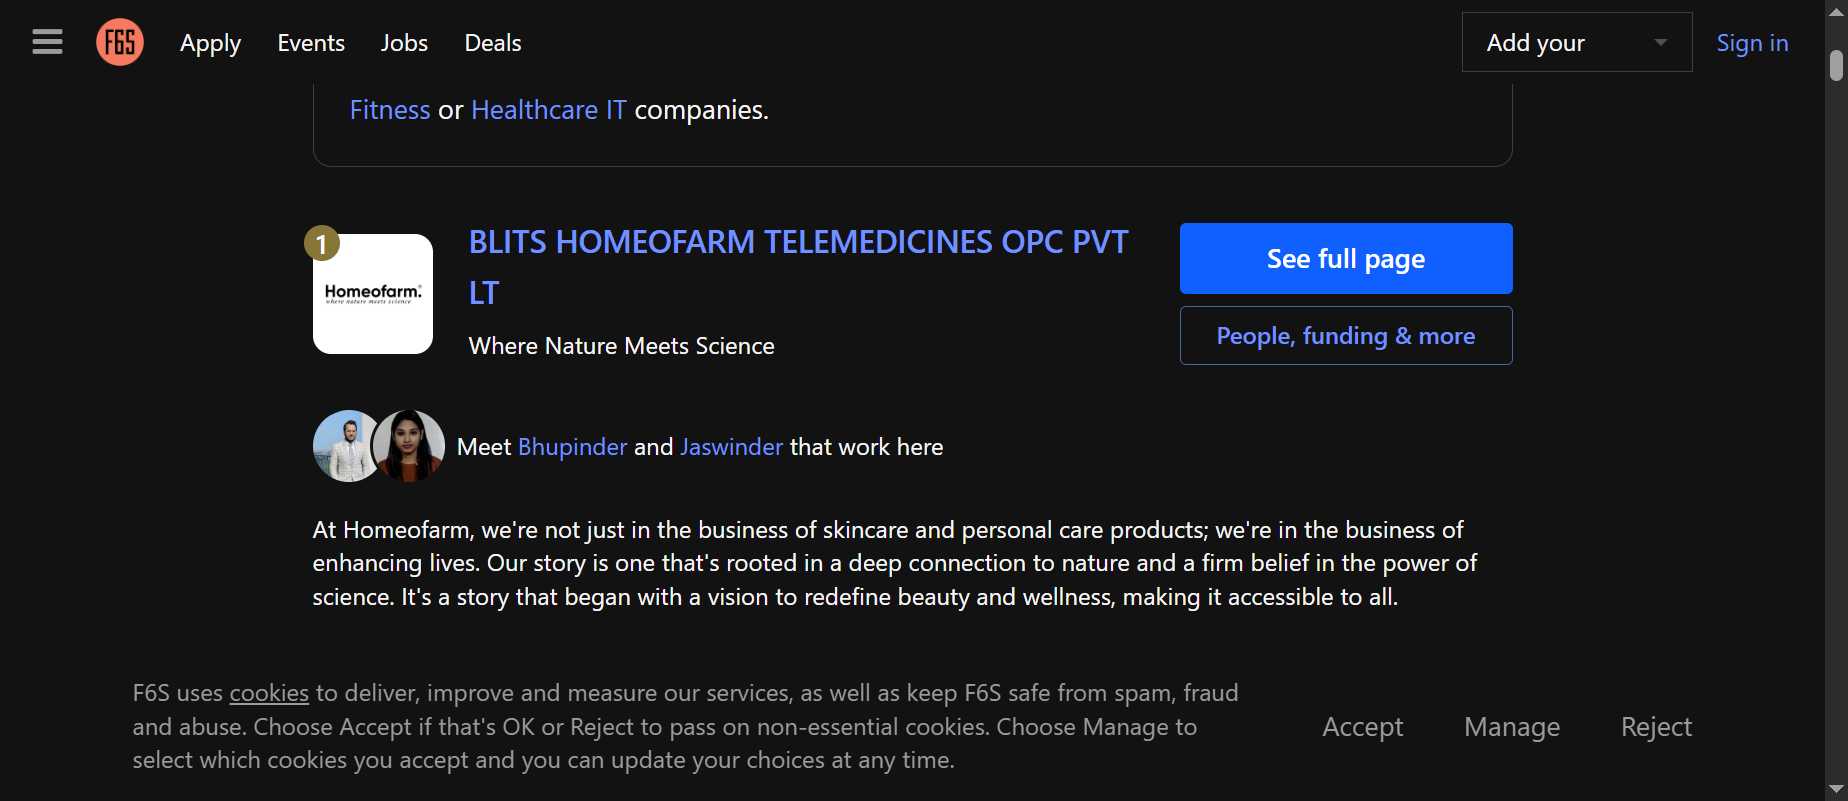 F6S
Apply
Events
Jobs
Deals
Add your
Sign in
Fitness or Healthcare IT companies.
1
Homeofarm.
where nature meets science
BLITS HOMEOFARM TELEMEDICINES OPC PVT
LT
Where Nature Meets Science
See full page
People, funding & more
Meet Bhupinder and Jaswinder that work here
At Homeofarm, we're not just in the business of skincare and personal care products; we're in the business of
enhancing lives. Our story is one that's rooted in a deep connection to nature and a firm belief in the power of
science. It's a story that began with a vision to redefine beauty and wellness, making it accessible to all.
F6S uses cookies to deliver, improve and measure our services, as well as keep F6S safe from spam, fraud
and abuse. Choose Accept if that's OK or Reject to pass on non-essential cookies. Choose Manage to
select which cookies you accept and you can update your choices at any time.
Accept
Manage
Reject